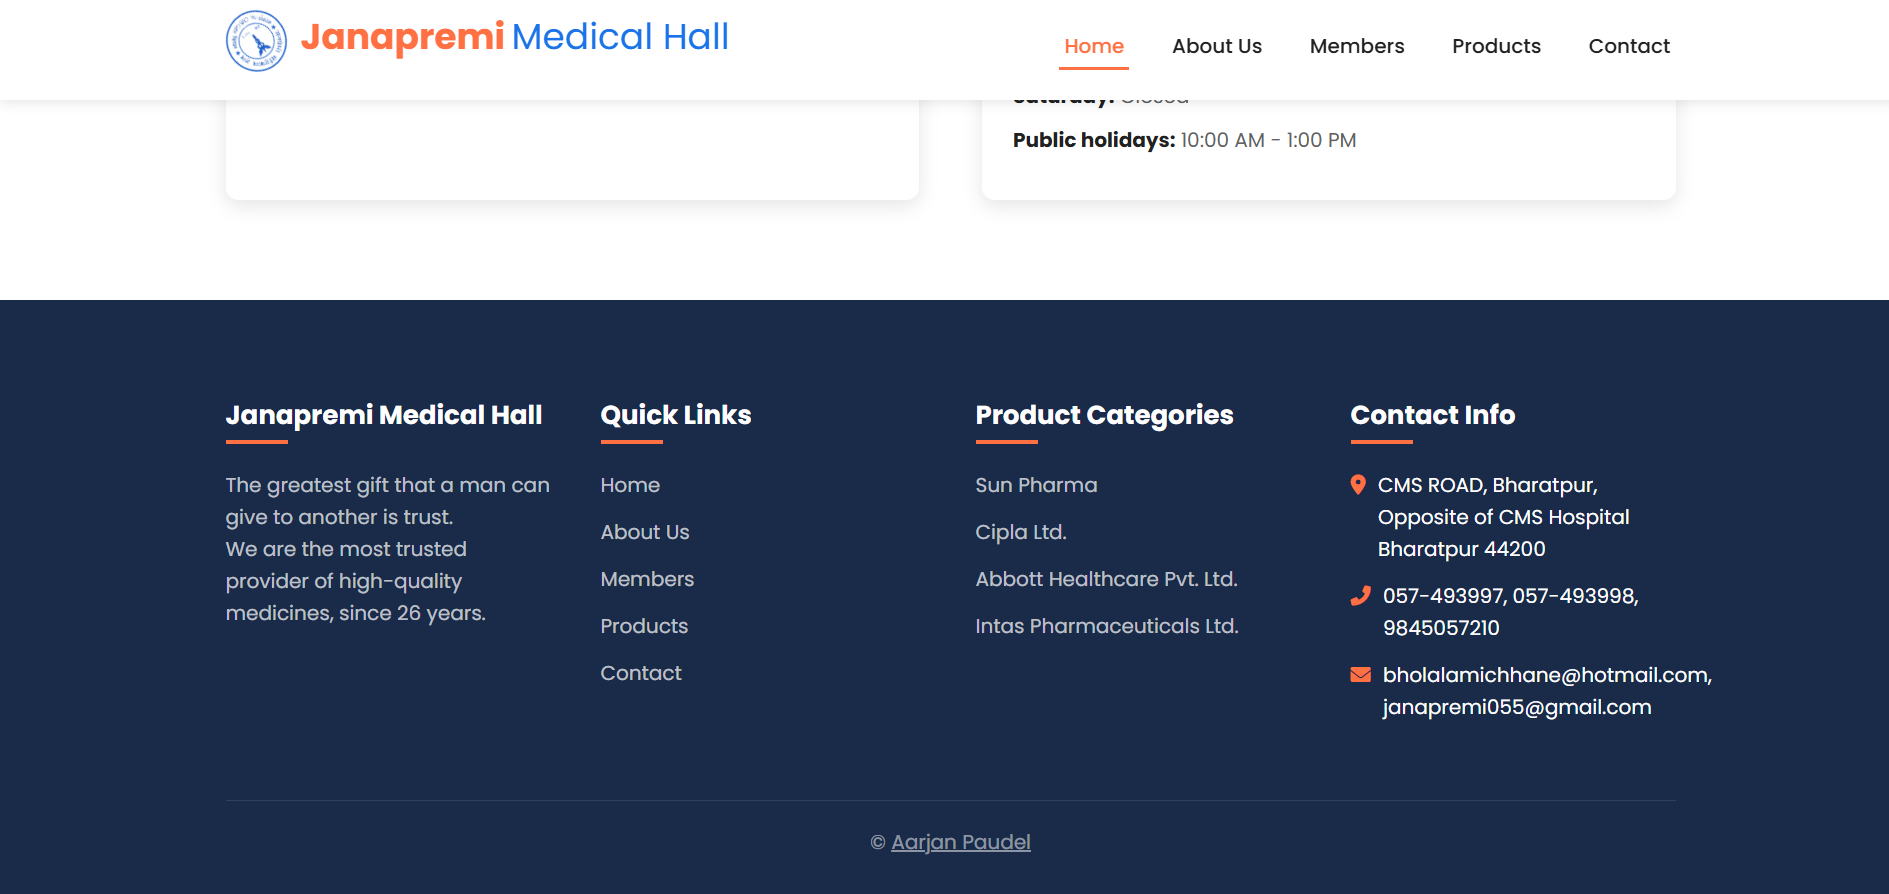 Janapremi Medical Hall
Home
About Us
Members
Products
Contact
Saturday: Closed
Public holidays: 10:00 AM - 1:00 PM
Janapremi Medical Hall
The greatest gift that a man can
give to another is trust.
We are the most trusted
provider of high-quality
medicines, since 26 years.
Quick Links
Home
About Us
Members
Products
Contact
Product Categories
Sun Pharma
Cipla Ltd.
Abbott Healthcare Pvt. Ltd.
Intas Pharmaceuticals Ltd.
Contact Info
CMS ROAD, Bharatpur,
Opposite of CMS Hospital
Bharatpur 44200
057-493997, 057-493998,
9845057210
bholalamichhane@hotmail.com,
janapremi055@gmail.com
© Aarjan Paudel